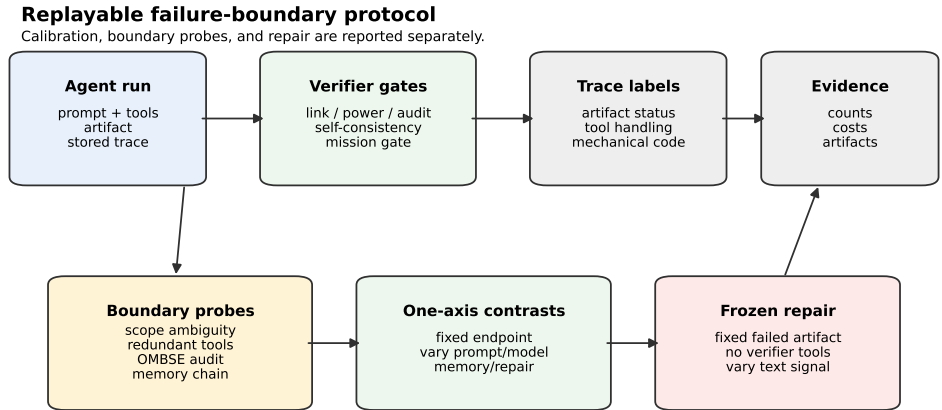 Replayable failure-boundary protocol
Calibration, boundary probes, and repair are reported separately.
Agent run
prompt + tools
artifact
stored trace
Verifier gates
link / power / audit
self-consistency
mission gate
Trace labels
artifact status
tool handling
mechanical code
Evidence
counts
costs
artifacts
Boundary probes
scope ambiguity
redundant tools
OMBSE audit
memory chain
One-axis contrasts
fixed endpoint
vary prompt/model
memory/repair
Frozen repair
fixed failed artifact
no verifier tools
vary text signal